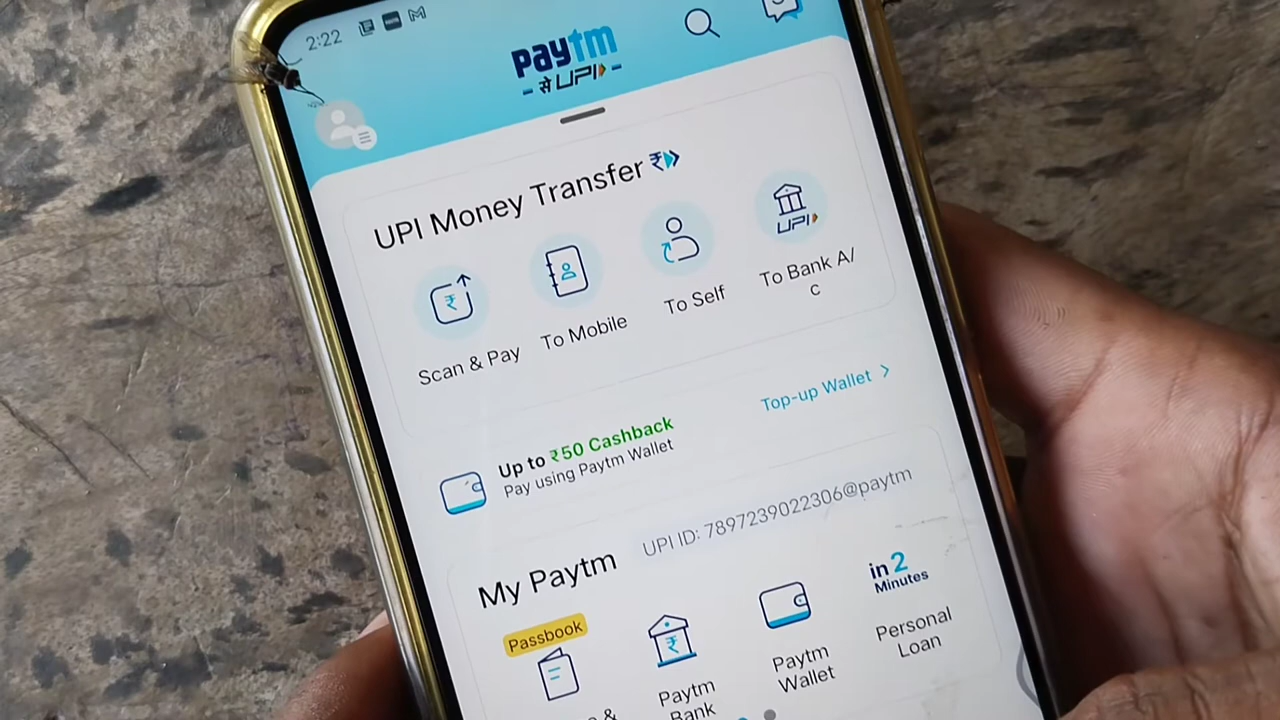 2:22
paytm
से UPI
UPI Money Transfer ₹
Scan & Pay
To Mobile
To Self
UPI
To Bank A/
c
Up to ₹50 Cashback
Pay using Paytm Wallet
Top-up Wallet >
My Paytm
UPI ID: 7897239022306@paytm
Passbook
&
₹
Paytm
Bank
Paytm
Wallet
in 2
Minutes
Personal
Loan